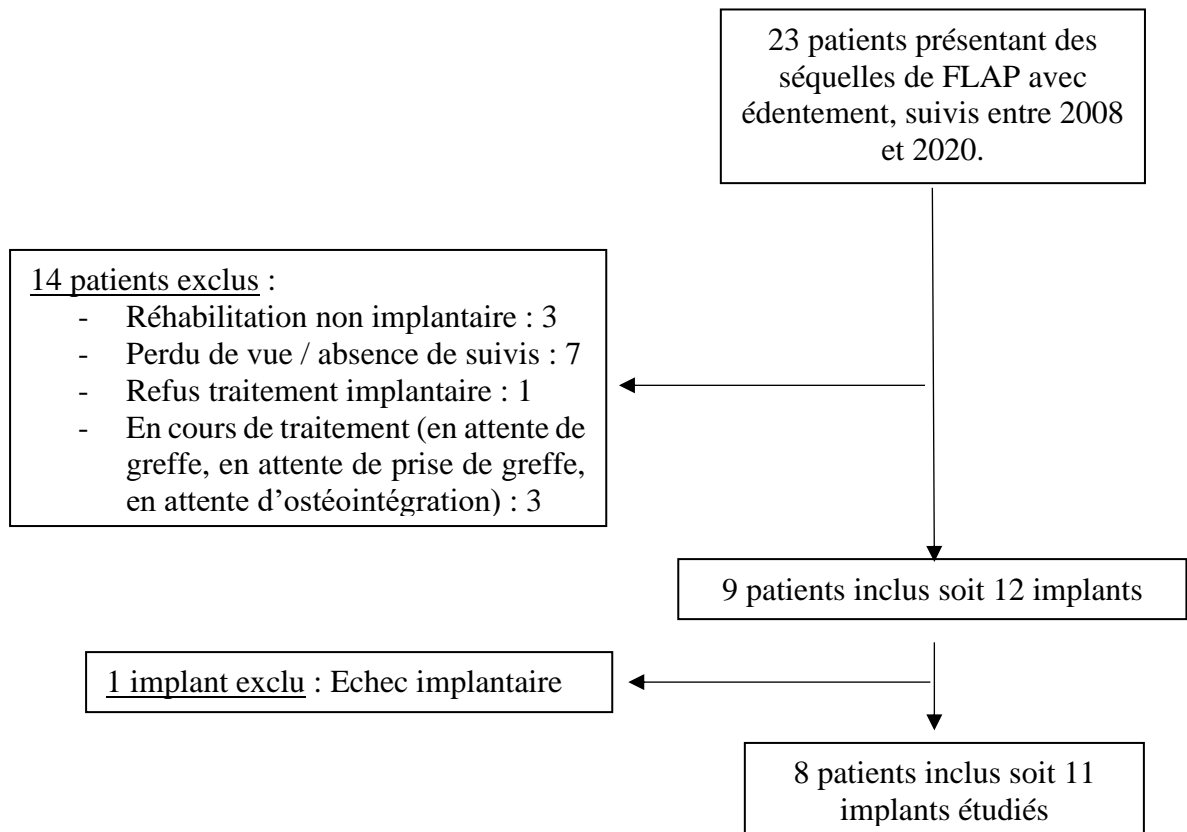 23 patients présentant des
séquelles de FLAP avec
édentement, suivis entre 2008
et 2020.
14 patients exclus :
- Réhabilitation non implantaire : 3
- Perdu de vue / absence de suivis : 7
- Refus traitement implantaire : 1
- En cours de traitement (en attente de
greffe, en attente de prise de greffe,
en attente d’ostéointégration) : 3
9 patients inclus soit 12 implants
1 implant exclu : Echec implantaire
8 patients inclus soit 11
implants étudiés